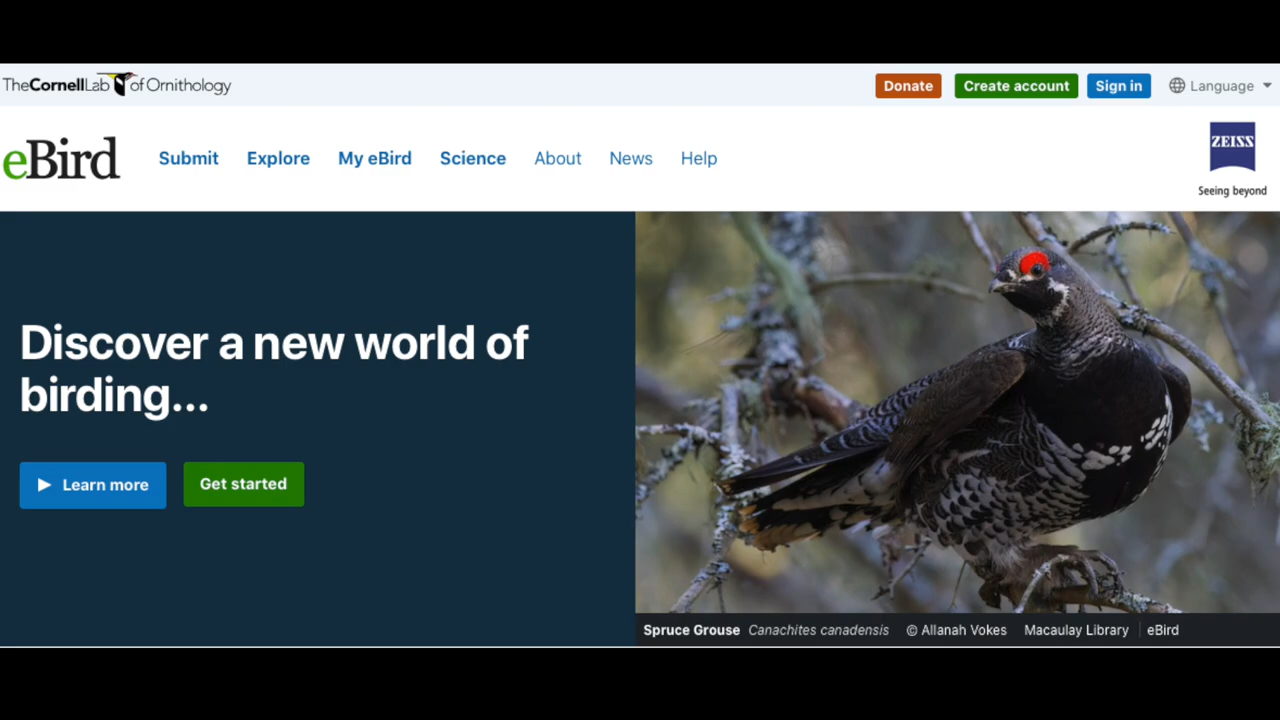 TheCornellLab of Ornithology
Donate Create account Sign in Language
eBird Submit Explore My eBird Science About News Help
ZEISS
Seeing beyond
Discover a new world of
birding...
Learn more Get started
Spruce Grouse Canachites canadensis © Allanah Vokes Macaulay Library eBird